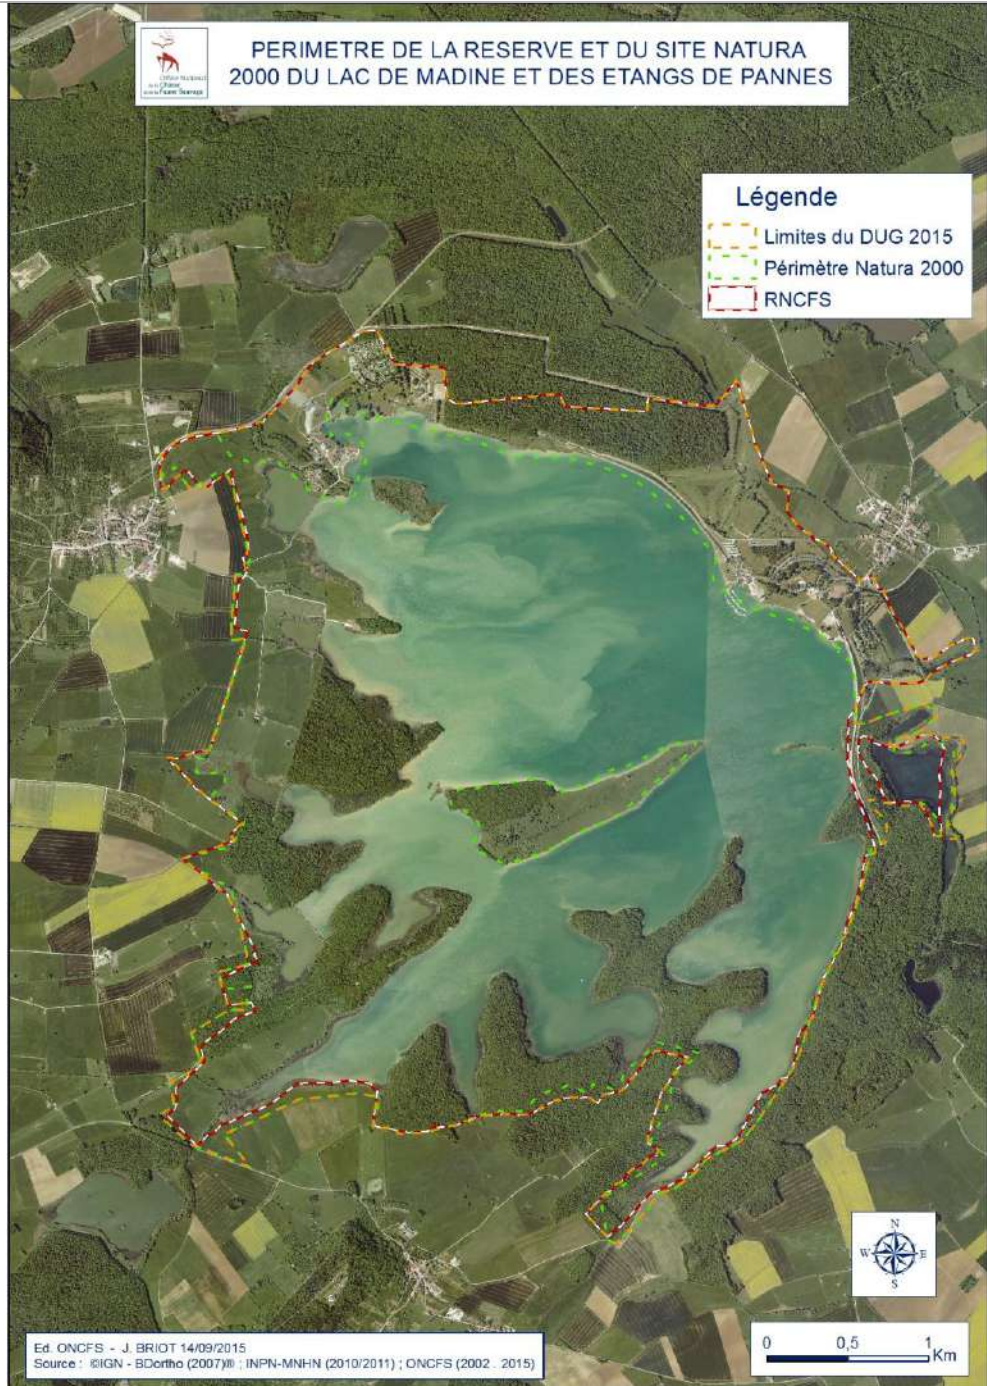 PERIMETRE DE LA RESERVE ET DU SITE NATURA
2000 DU LAC DE MADINE ET DES ETANGS DE PANNES
Légende
Limites du DUG 2015
Périmètre Natura 2000
RNCFS
N
W
E
S
0
0,5
1
Km
Ed. ONCFS - J. BRIOT 14/09/2015
Source : ©IGN - BDortho (2007)® ; INPN-MNHN (2010/2011) ; ONCFS (2002 . 2015)